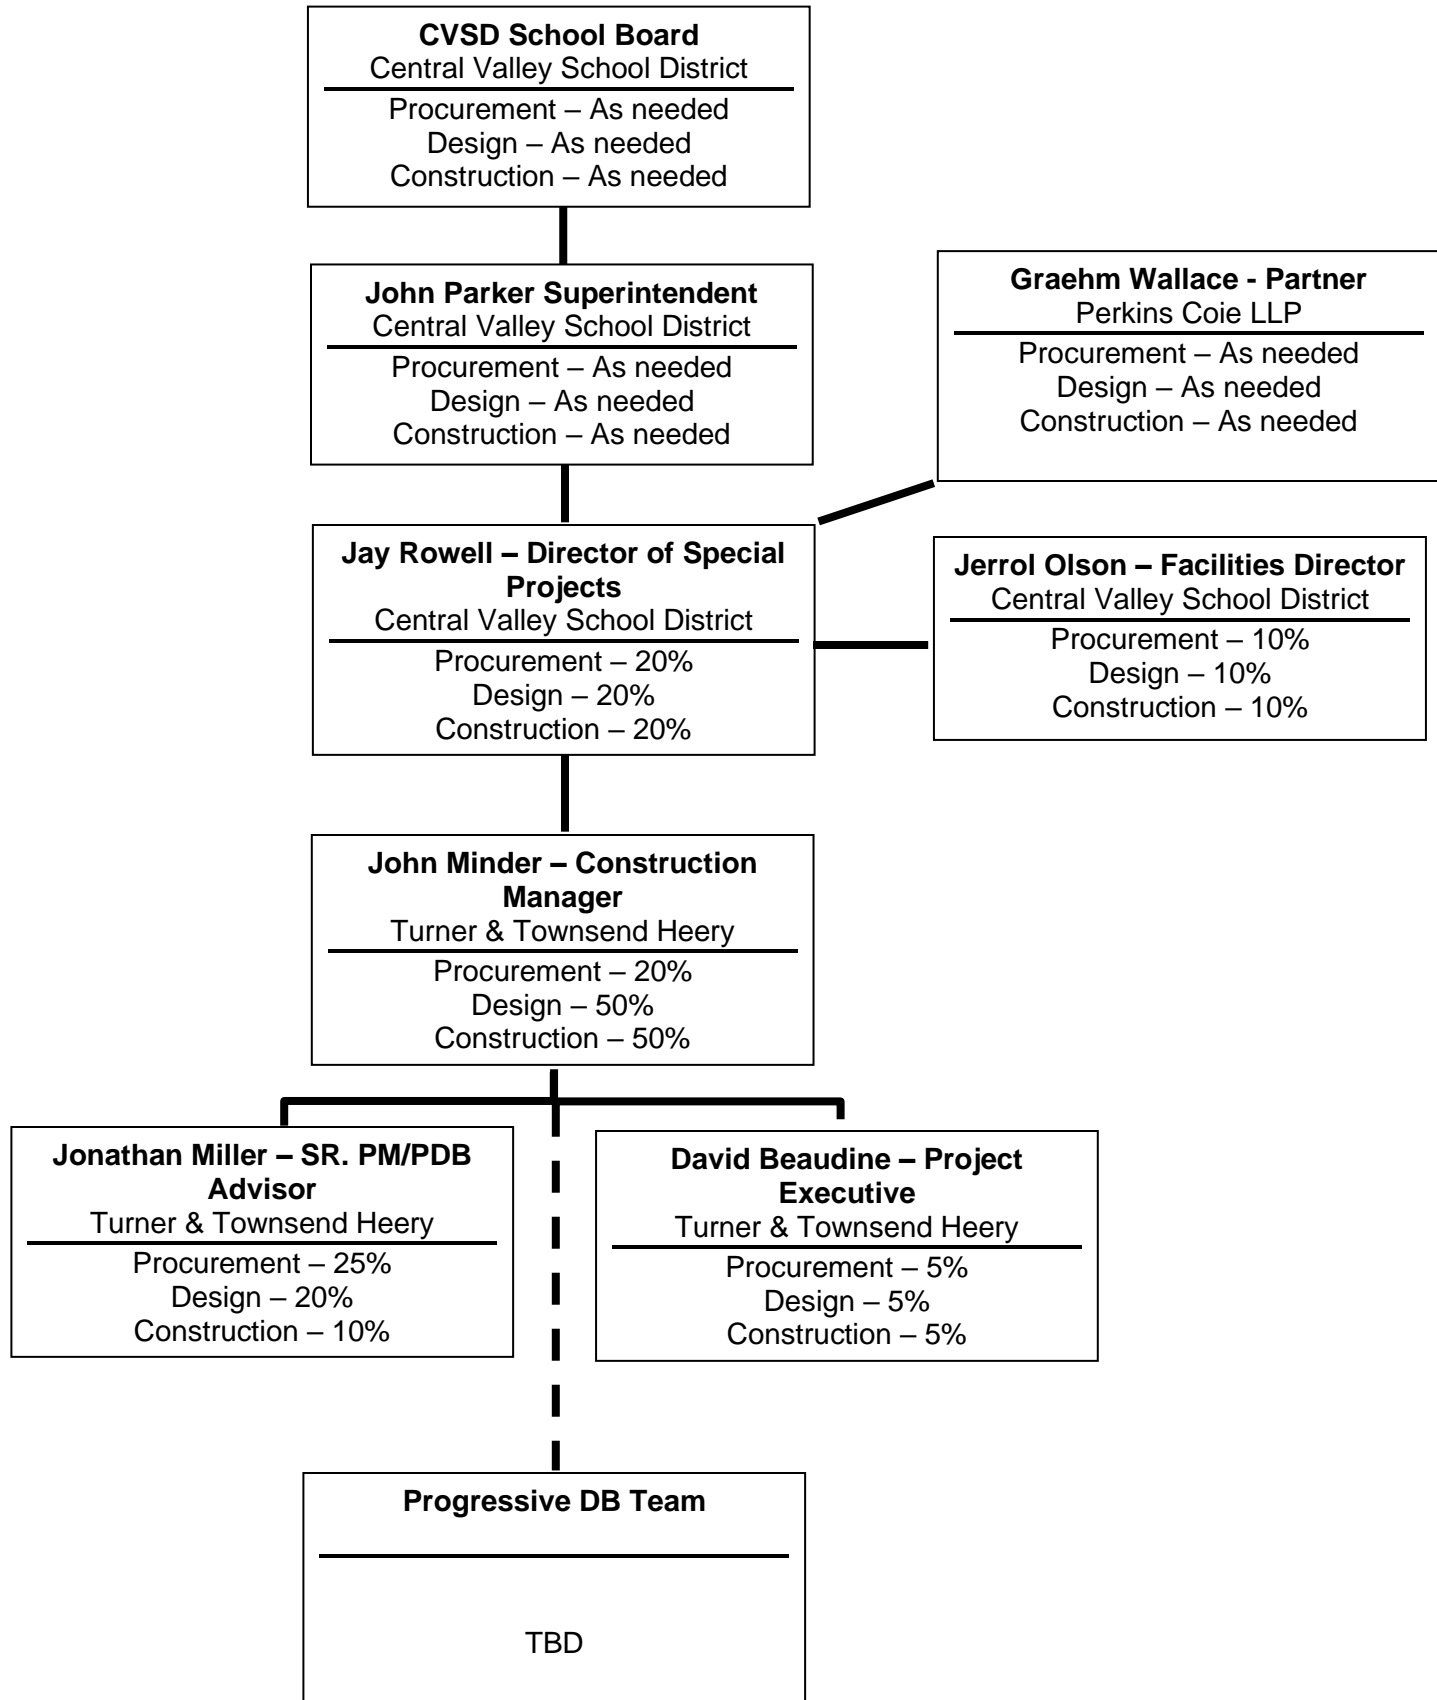 CVSD School Board
Central Valley School District
Procurement – As needed
Design – As needed
Construction – As needed
John Parker Superintendent
Central Valley School District
Procurement – As needed
Design – As needed
Construction – As needed
Graehm Wallace - Partner
Perkins Coie LLP
Procurement – As needed
Design – As needed
Construction – As needed
Jay Rowell – Director of Special
Projects
Central Valley School District
Procurement – 20%
Design – 20%
Construction – 20%
Jerrol Olson – Facilities Director
Central Valley School District
Procurement – 10%
Design – 10%
Construction – 10%
John Minder – Construction
Manager
Turner & Townsend Heery
Procurement – 20%
Design – 50%
Construction – 50%
Jonathan Miller – SR. PM/PDB
Advisor
Turner & Townsend Heery
Procurement – 25%
Design – 20%
Construction – 10%
David Beaudine – Project
Executive
Turner & Townsend Heery
Procurement – 5%
Design – 5%
Construction – 5%
Progressive DB Team
TBD